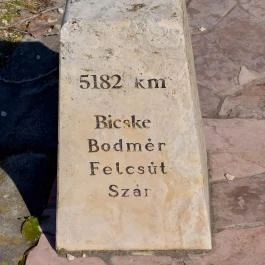 5182 km
Bicske
Bodmér
Felcsút
Szár